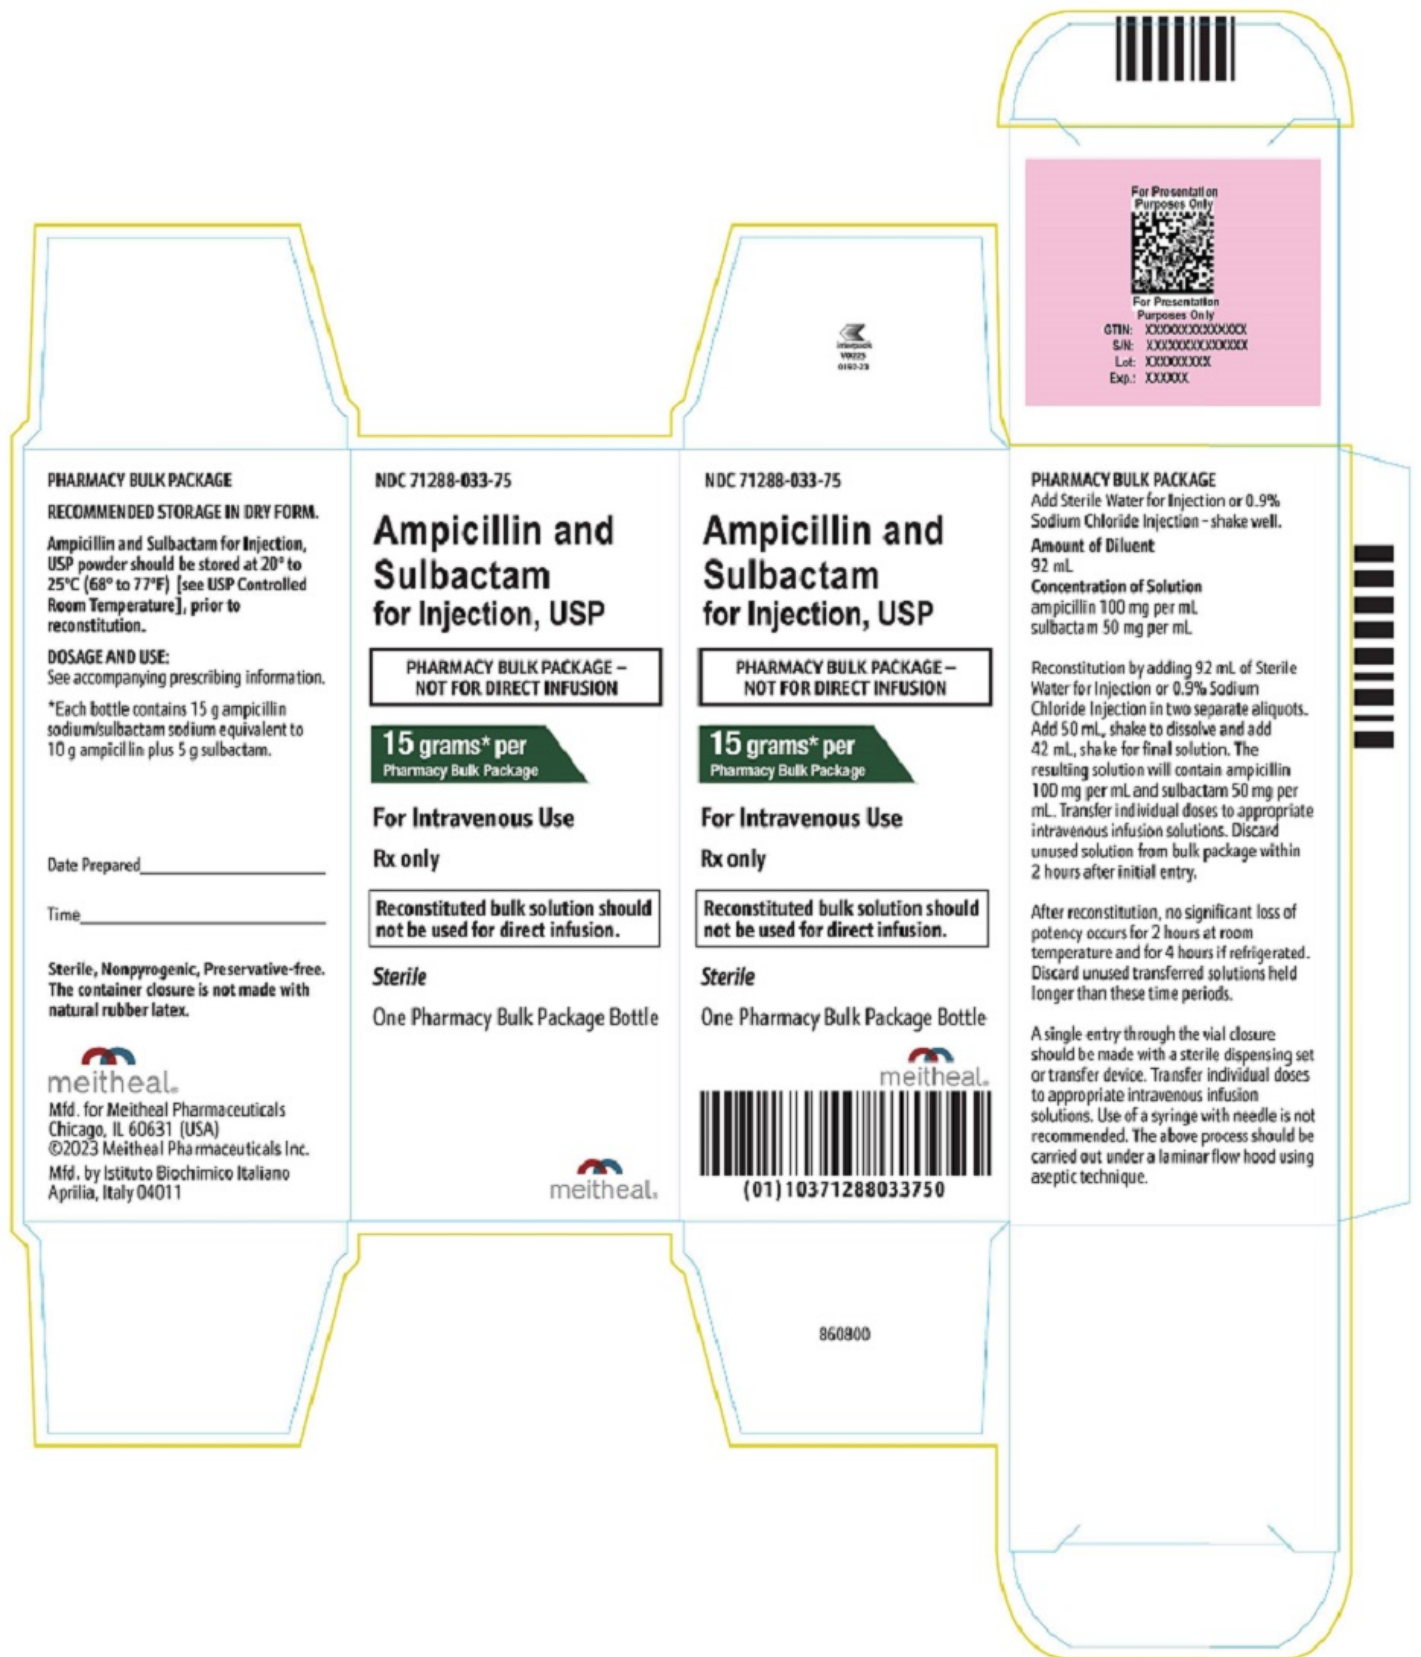 For Presentation
Purposes Only
For Presentation
Purposes Only
GTIN: XXXXXXXXXXXXXX
S/N: XXXXXXXXXXXXXX
Lot: XXXXXXXXX
Exp.: XXXXXX
interpack
0192-23
PHARMACY BULK PACKAGE
RECOMMENDED STORAGE IN DRY FORM.
Ampicillin and Sulbactam for Injection,
USP powder should be stored at 20° to
25°C (68° to 77°F) [see USP Controlled
Room Temperature], prior to
reconstitution.
DOSAGE AND USE:
See accompanying prescribing information.
*Each bottle contains 15 g ampicillin
sodium/sulbactam sodium equivalent to
10 g ampicillin plus 5 g sulbactam.
Date Prepared
Time
Sterile, Nonpyrogenic, Preservative-free.
The container closure is not made with
natural rubber latex.
meitheal®
Mfd. for Meitheal Pharmaceuticals
Chicago, IL 60631 (USA)
©2023 Meitheal Pharmaceuticals Inc.
Mfd. by Istituto Biochimico Italiano
Aprilia, Italy 04011
NDC 71288-033-75
Ampicillin and
Sulbactam
for Injection, USP
PHARMACY BULK PACKAGE –
NOT FOR DIRECT INFUSION
15 grams* per
Pharmacy Bulk Package
For Intravenous Use
Rx only
Reconstituted bulk solution should
not be used for direct infusion.
Sterile
One Pharmacy Bulk Package Bottle
meitheal®
NDC 71288-033-75
Ampicillin and
Sulbactam
for Injection, USP
PHARMACY BULK PACKAGE –
NOT FOR DIRECT INFUSION
15 grams* per
Pharmacy Bulk Package
For Intravenous Use
Rx only
Reconstituted bulk solution should
not be used for direct infusion.
Sterile
One Pharmacy Bulk Package Bottle
meitheal®
(01)10371288033750
PHARMACY BULK PACKAGE
Add Sterile Water for Injection or 0.9%
Sodium Chloride Injection - shake well.
Amount of Diluent
92 mL
Concentration of Solution
ampicillin 100 mg per mL
sulbactam 50 mg per mL
Reconstitution by adding 92 mL of Sterile
Water for Injection or 0.9% Sodium
Chloride Injection in two separate aliquots.
Add 50 mL, shake to dissolve and add
42 mL, shake for final solution. The
resulting solution will contain ampicillin
100 mg per mL and sulbactam 50 mg per
mL. Transfer individual doses to appropriate
intravenous infusion solutions. Discard
unused solution from bulk package within
2 hours after initial entry.
After reconstitution, no significant loss of
potency occurs for 2 hours at room
temperature and for 4 hours if refrigerated.
Discard unused transferred solutions held
longer than these time periods.
A single entry through the vial closure
should be made with a sterile dispensing set
or transfer device. Transfer individual doses
to appropriate intravenous infusion
solutions. Use of a syringe with needle is not
recommended. The above process should be
carried out under a laminar flow hood using
aseptic technique.
860800